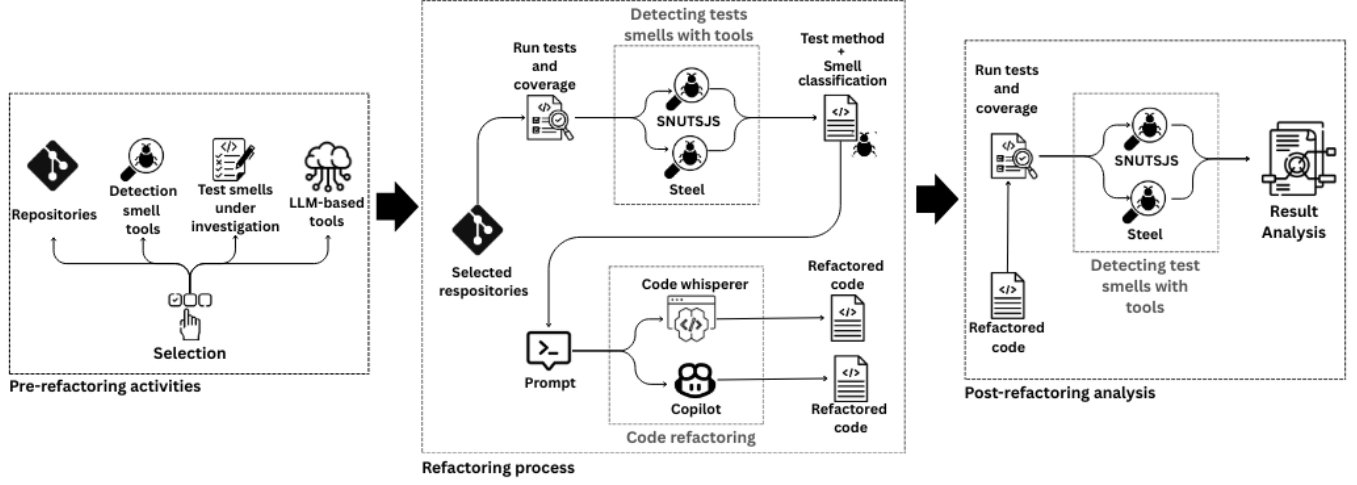 Repositories
Detection
smell
tools
Test smells
under
investigation
LLM-based
tools
Selection
Pre-refactoring activities
Detecting tests
smells with tools
Run tests
and
coverage
SNUTSJS
Steel
Test method
+
Smell
classification
Selected
respositories
Prompt
Code whisperer
Copilot
Refactored
code
Refactored
code
Code refactoring
Refactoring process
Run tests
and
coverage
SNUTSJS
Steel
Detecting test
smells with
tools
Refactored
code
Result
Analysis
Post-refactoring analysis